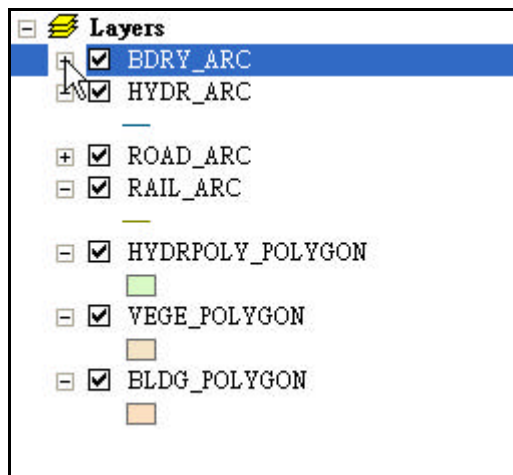 Layers
BDRY_ARC
HYDR_ARC
ROAD_ARC
RAIL_ARC
HYDRPOLY_POLYGON
VEGE_POLYGON
BLDG_POLYGON